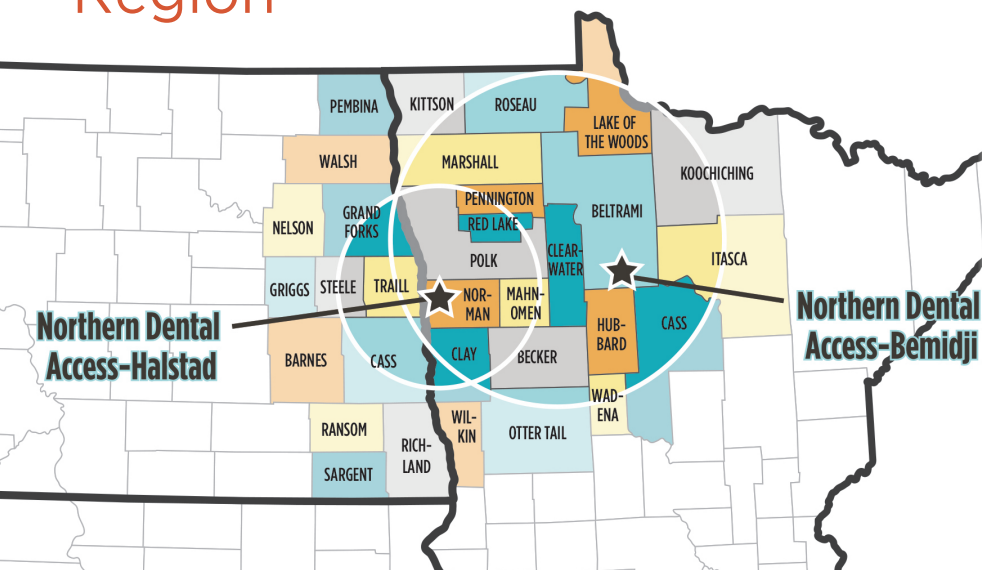 Region
PEMBINA
KITTSON
ROSEAU
LAKE OF
THE WOODS
WALSH
MARSHALL
KOOCHICHING
PENNINGTON
NELSON
GRAND
FORKS
RED LAKE
BELTRAMI
POLK
CLEAR-
WATER
ITASCA
GRIGGS
STEELE
TRAILL
NOR-
MAN
MAHN-
OMEN
Northern Dental
Access-Halstad
Northern Dental
Access-Bemidji
HUB-
BARD
CASS
BARNES
CASS
CLAY
BECKER
WAD-
ENA
RANSOM
RICH-
LAND
WIL-
KIN
OTTER TAIL
SARGENT